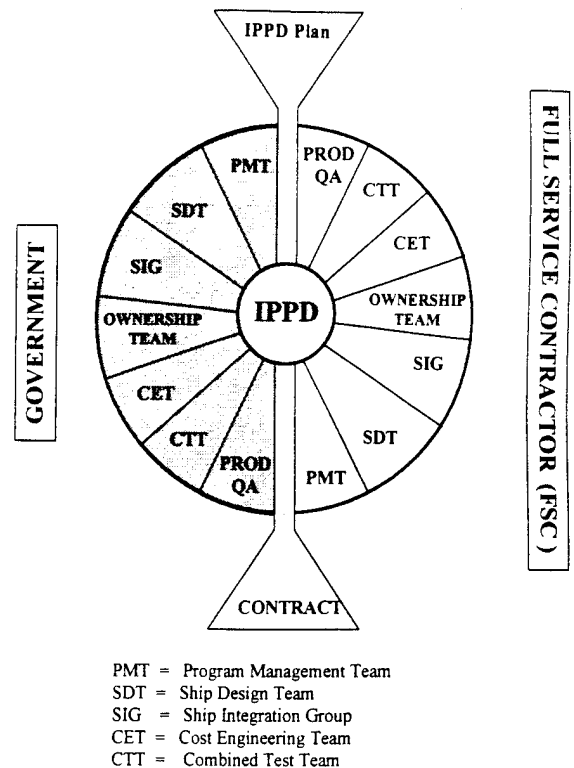 IPPD Plan
GOVERNMENT
PMT
SDT
SIG
OWNERSHIP
TEAM
CET
CTT
PROD
QA
IPPD
PROD
QA
CTT
CET
OWNERSHIP
TEAM
SIG
SDT
PMT
FULL SERVICE CONTRACTOR (FSC )
CONTRACT
PMT = Program Management Team
SDT = Ship Design Team
SIG = Ship Integration Group
CET = Cost Engineering Team
CTT = Combined Test Team